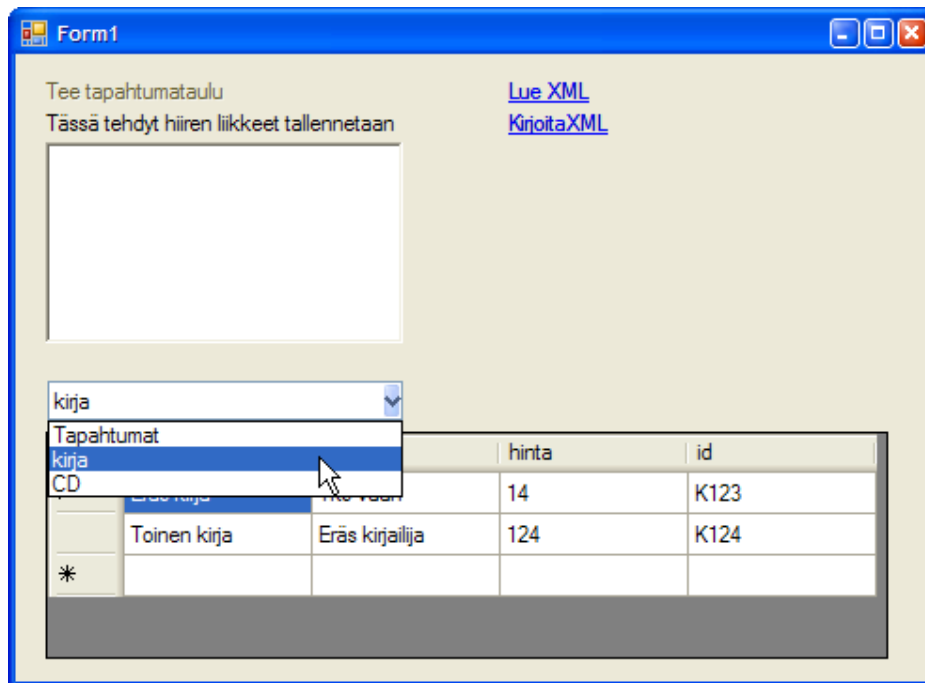 Form1
Tee tapahtumataulu
Lue XML
Tässä tehdyt hiiren liikkeet tallennetaan
KirjoitaXML
kirja
Tapahtumat
kirja
CD
hinta id
14 K123
Toinen kirja Eräs kirjailija 124 K124